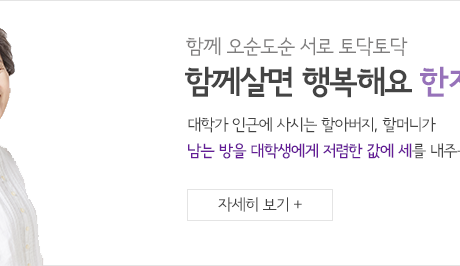 함께 오순도순 서로 토닥토닥
함께살면 행복해요 한
대학가 인근에 사시는 할아버지, 할머니가
남는 방을 대학생에게 저렴한 값에 세를 내주
자세히 보기 +